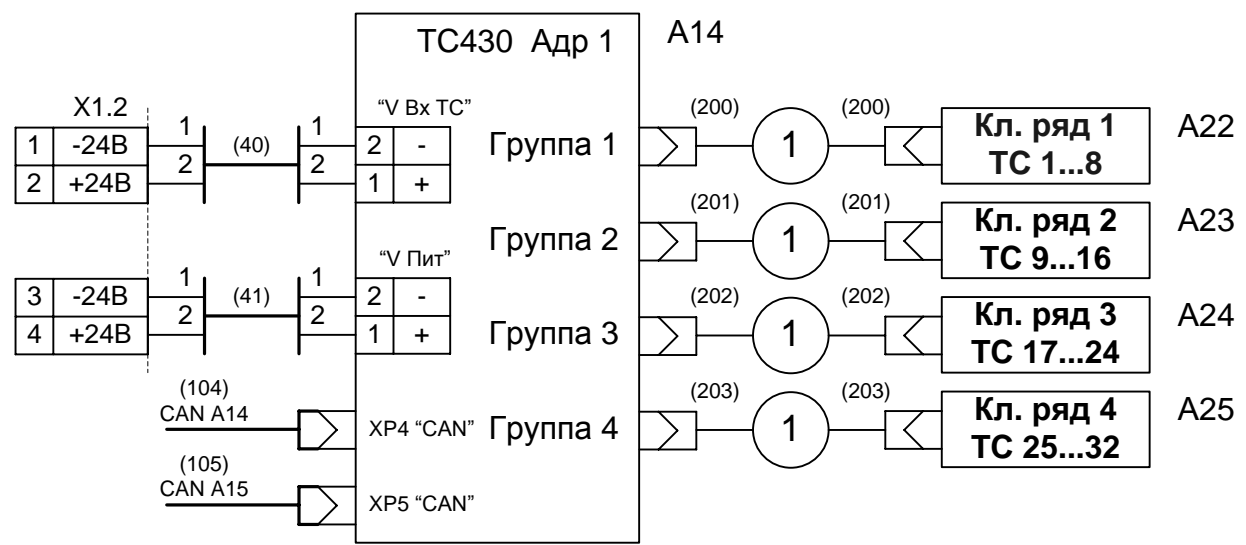 ТС430 Адр 1
А14
Х1.2
1 -24В
2 +24В
1
2
(40)
1
2
“V Вх ТС”
2 -
1 +
Группа 1
(200)
1
(200)
Кл. ряд 1
ТС 1...8
А22
Группа 2
(201)
1
(201)
Кл. ряд 2
ТС 9...16
А23
3 -24В
4 +24В
1
2
(41)
1
2
“V Пит”
2 -
1 +
Группа 3
(202)
1
(202)
Кл. ряд 3
ТС 17...24
А24
(104)
CAN A14
XP4 “CAN”
Группа 4
(203)
1
(203)
Кл. ряд 4
ТС 25...32
А25
(105)
CAN A15
XP5 “CAN”